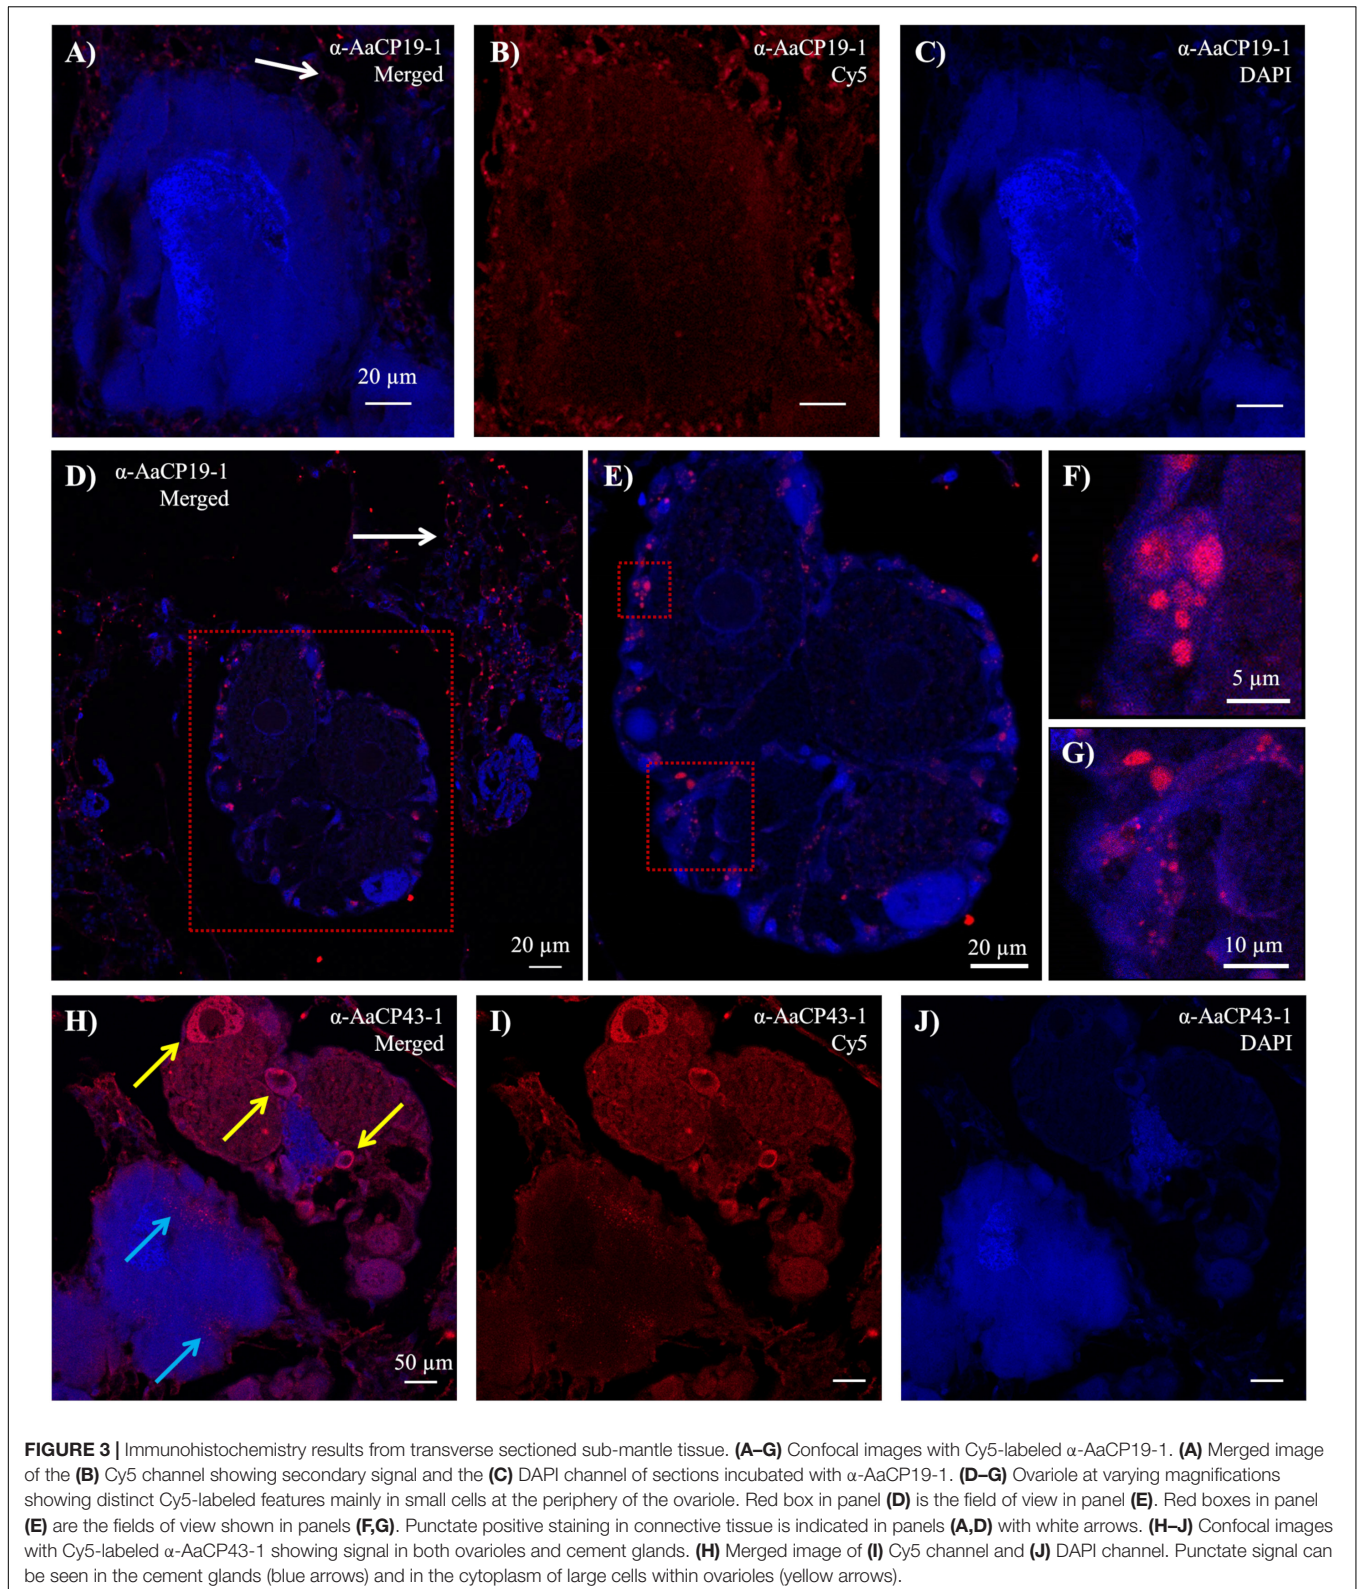 A)
α-AaCP19-1
Merged
20 µm
B)
α-AaCP19-1
Cy5
C)
α-AaCP19-1
DAPI
D)
α-AaCP19-1
Merged
20 µm
E)
20 µm
F)
5 µm
G)
10 µm
H)
α-AaCP43-1
Merged
50 µm
I)
α-AaCP43-1
Cy5
J)
α-AaCP43-1
DAPI
FIGURE 3 | Immunohistochemistry results from transverse sectioned sub-mantle tissue. (A–G) Confocal images with Cy5-labeled α-AaCP19-1. (A) Merged image
of the (B) Cy5 channel showing secondary signal and the (C) DAPI channel of sections incubated with α-AaCP19-1. (D–G) Ovariole at varying magnifications
showing distinct Cy5-labeled features mainly in small cells at the periphery of the ovariole. Red box in panel (D) is the field of view in panel (E). Red boxes in panel
(E) are the fields of view shown in panels (F,G). Punctate positive staining in connective tissue is indicated in panels (A,D) with white arrows. (H–J) Confocal images
with Cy5-labeled α-AaCP43-1 showing signal in both ovarioles and cement glands. (H) Merged image of (I) Cy5 channel and (J) DAPI channel. Punctate signal can
be seen in the cement glands (blue arrows) and in the cytoplasm of large cells within ovarioles (yellow arrows).